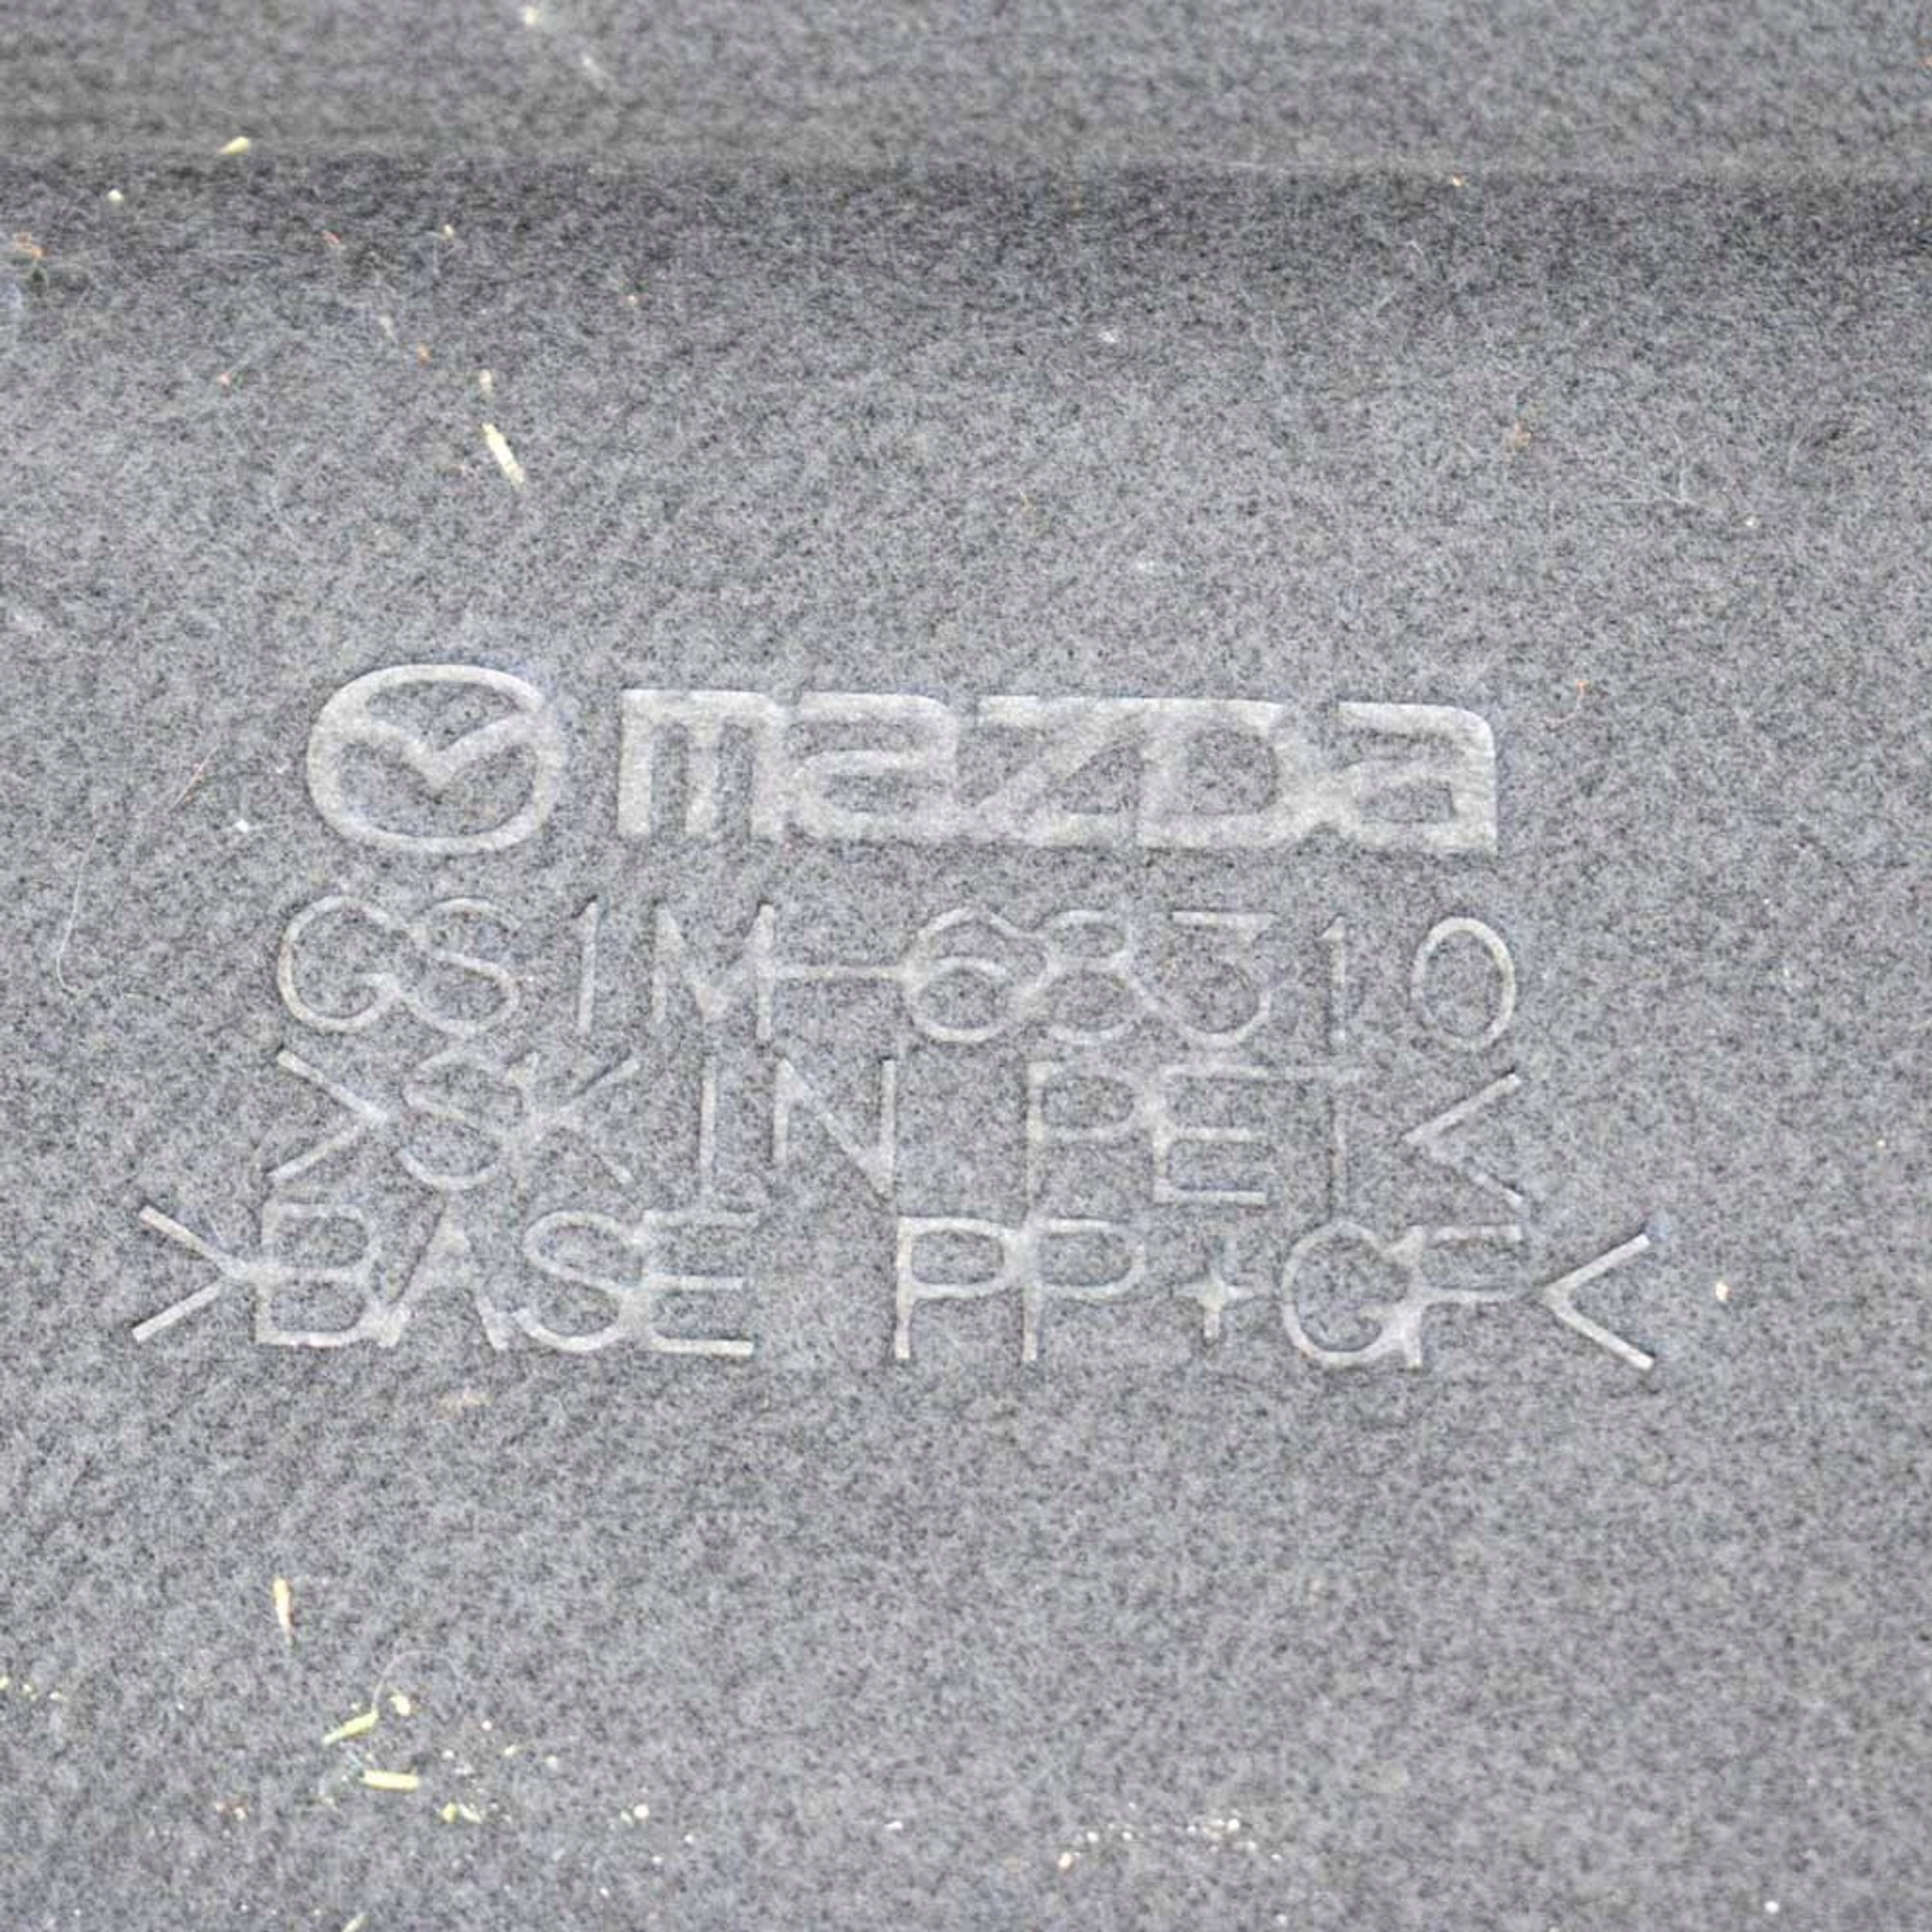 mazda
GS1M-68310
>SKIN PET<
>BASE PP+GF<